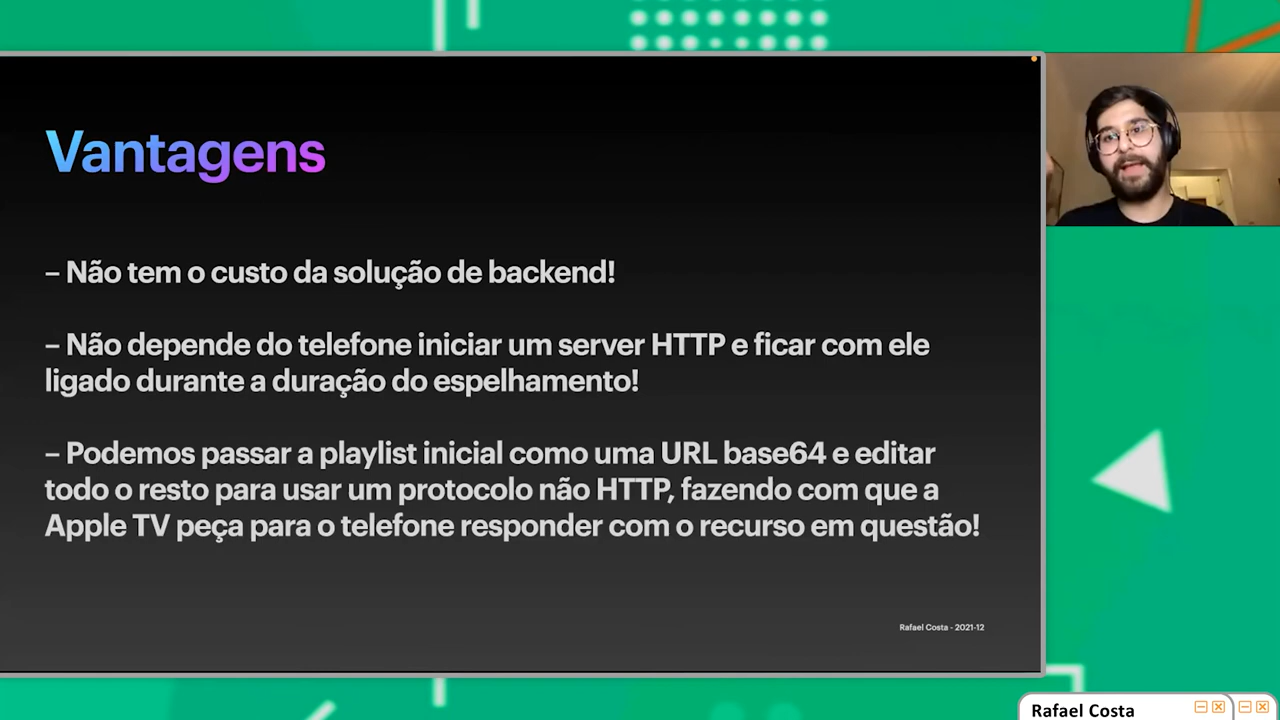 Vantagens
– Não tem o custo da solução de backend!
– Não depende do telefone iniciar um server HTTP e ficar com ele
ligado durante a duração do espelhamento!
– Podemos passar a playlist inicial como uma URL base64 e editar
todo o resto para usar um protocolo não HTTP, fazendo com que a
Apple TV peça para o telefone responder com o recurso em questão!
Rafael Costa - 2021-12
Rafael Costa